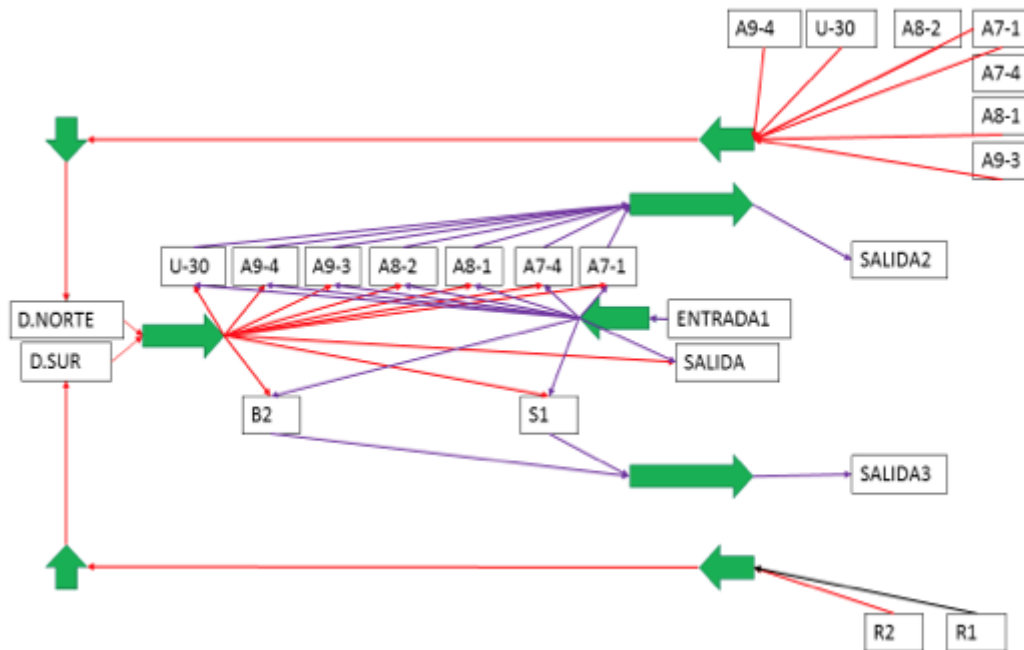 A9-4 U-30 A8-2 A7-1
A7-4
A8-1
A9-3
SALIDA2
U-30 A9-4 A9-3 A8-2 A8-1 A7-4 A7-1
D.NORTE ENTRADA1
D.SUR SALIDA
B2 S1
SALIDA3
R2 R1